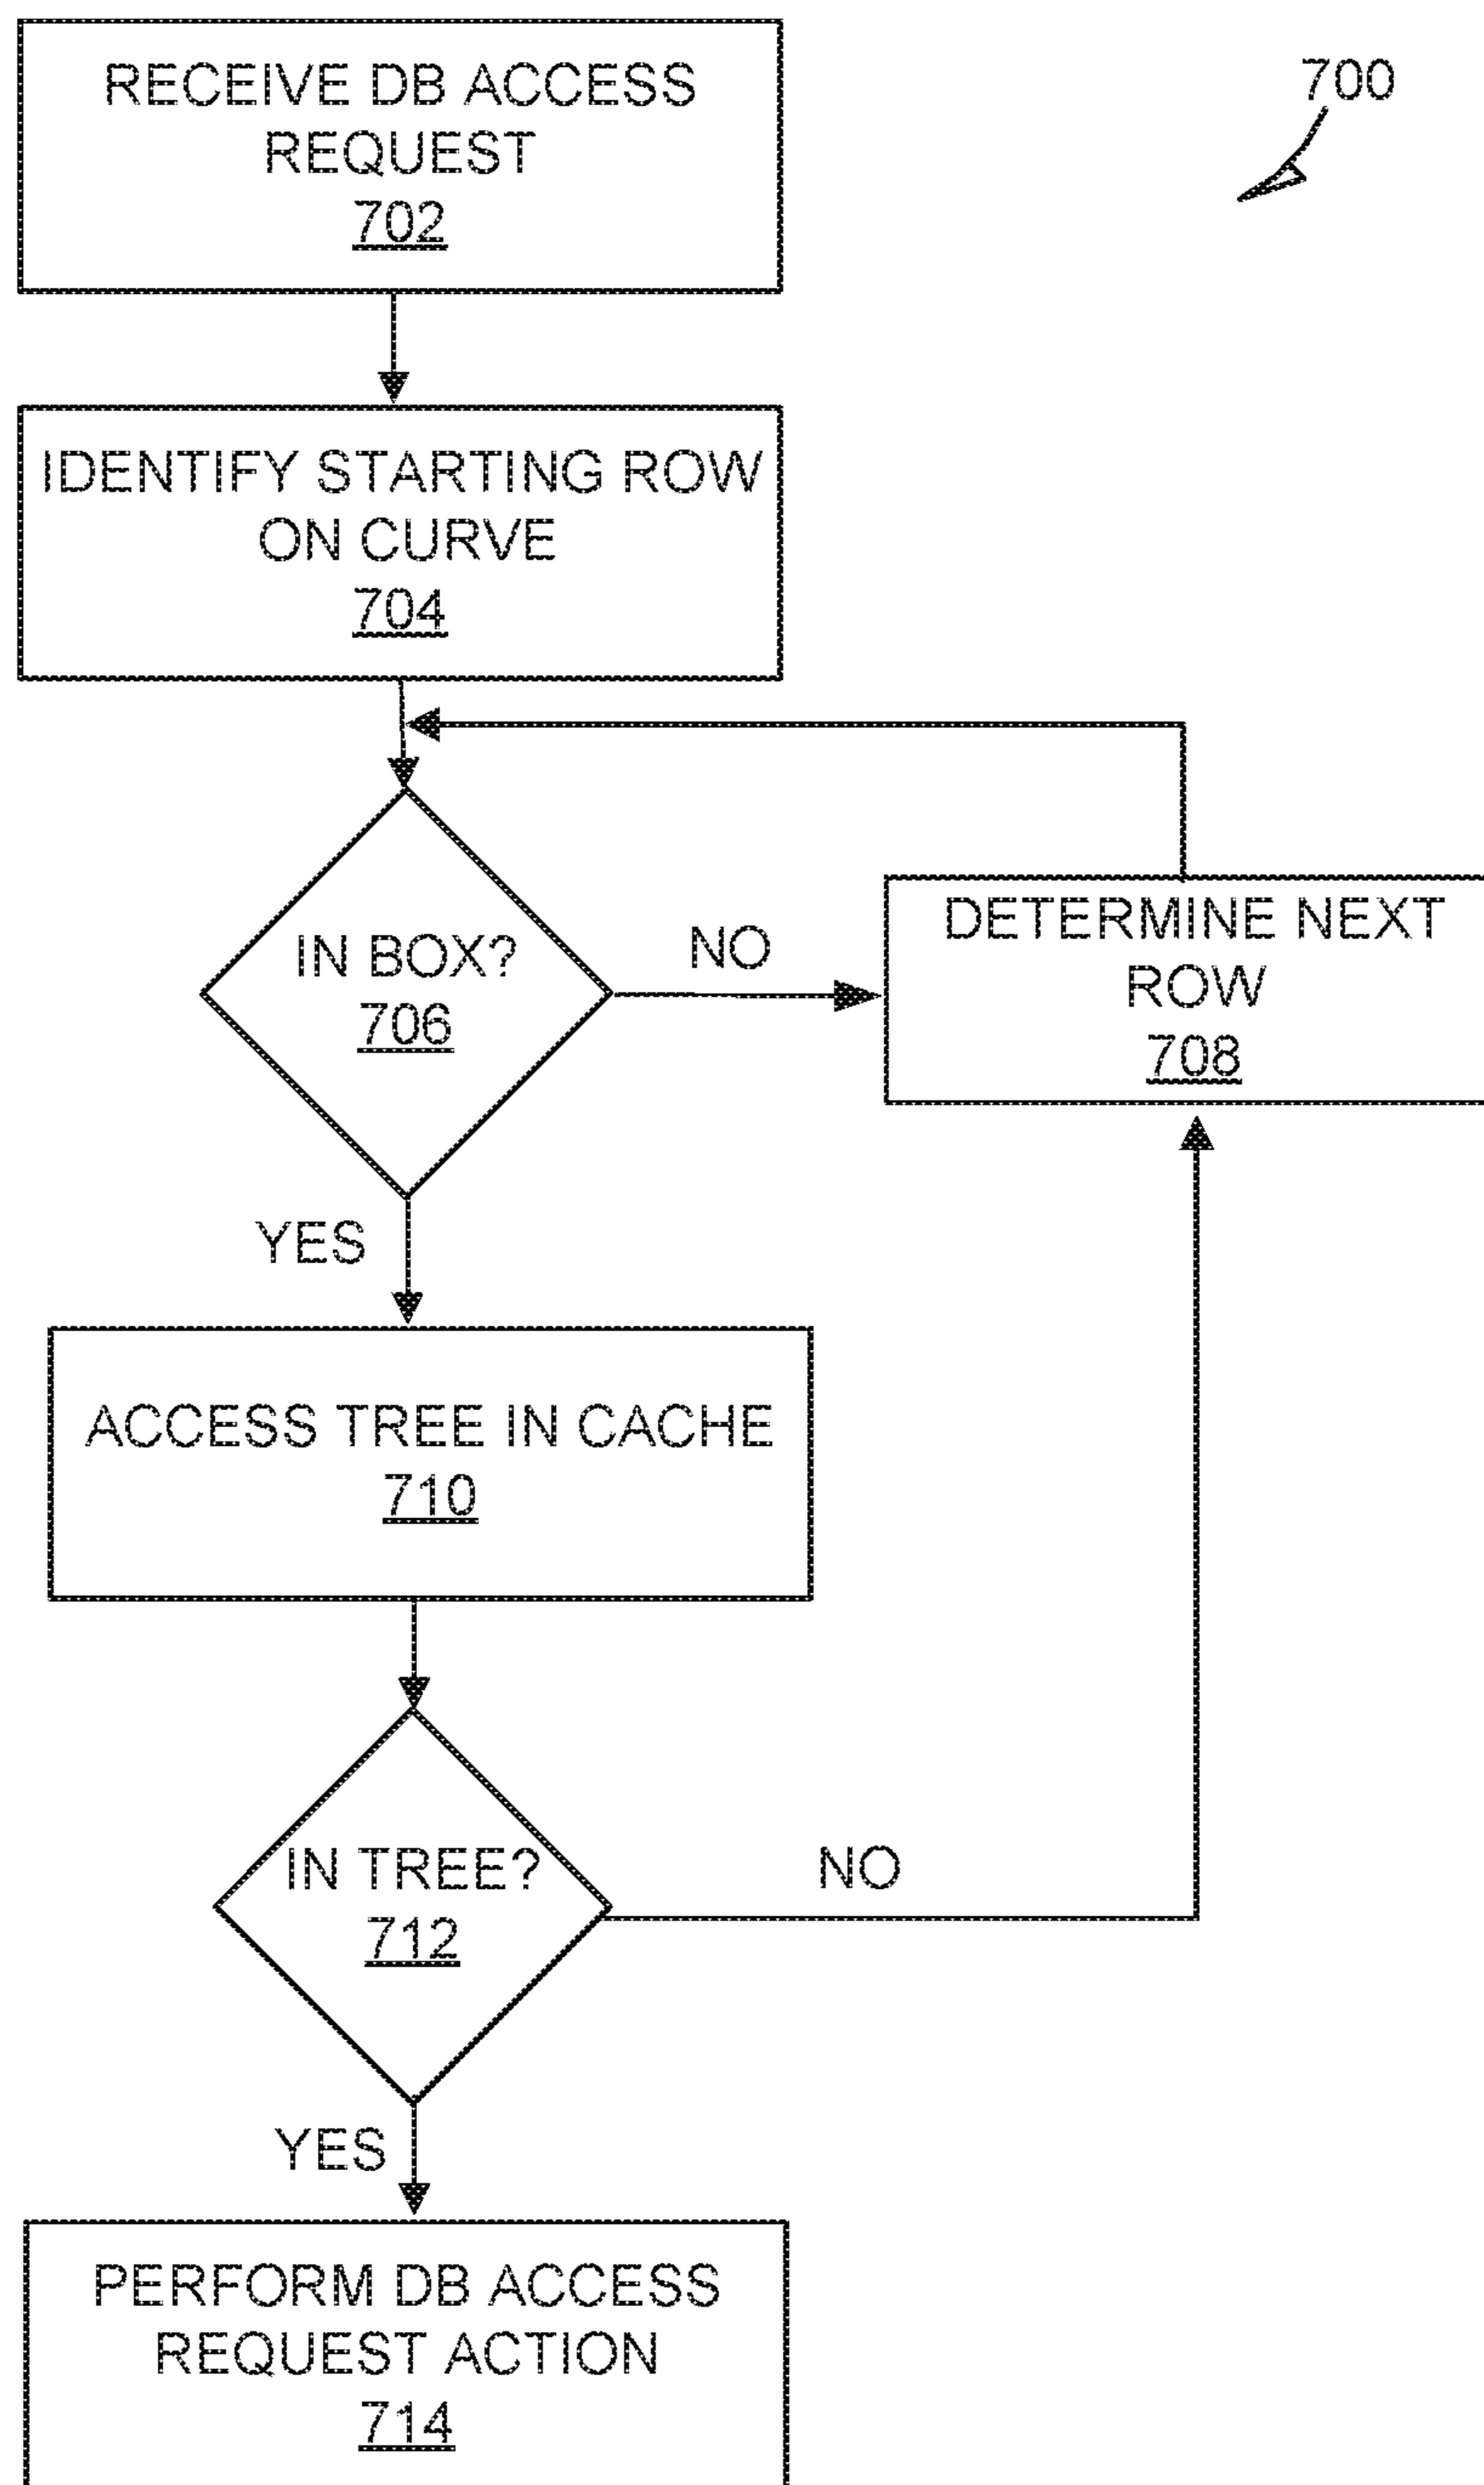 RECEIVE DB ACCESS
REQUEST
702
700
IDENTIFY STARTING ROW
ON CURVE
704
IN BOX?
706
NO
DETERMINE NEXT
ROW
708
YES
ACCESS TREE IN CACHE
710
IN TREE?
712
NO
YES
PERFORM DB ACCESS
REQUEST ACTION
714